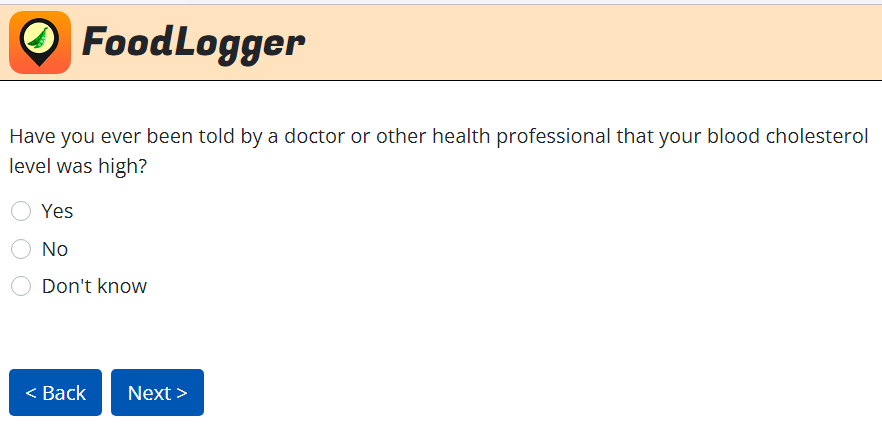 FoodLogger
Have you ever been told by a doctor or other health professional that your blood cholesterol
level was high?
Yes
No
Don't know
< Back
Next >